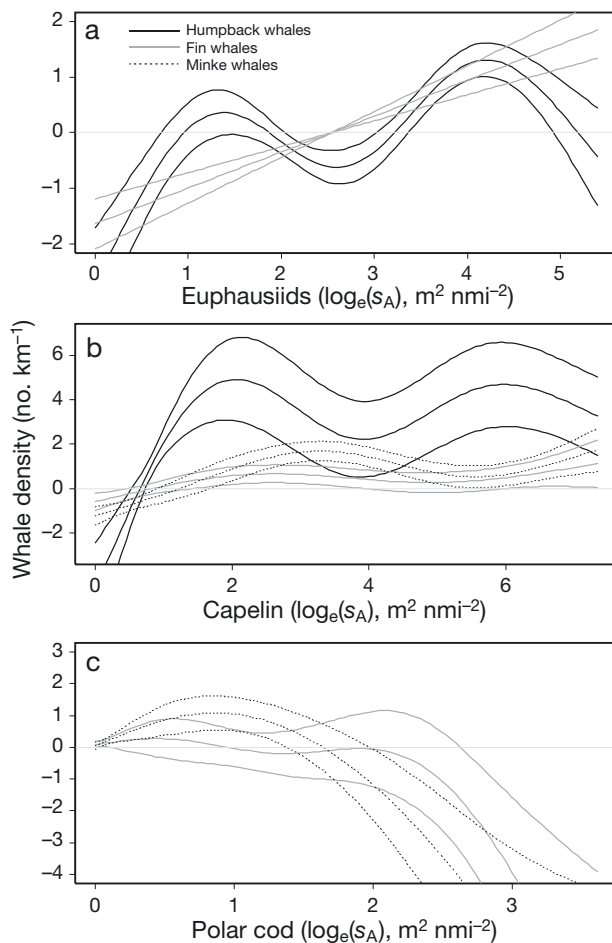 a
Humpback whales
Fin whales
Minke whales
2
1
0
–1
–2
0 1 2 3 4 5
Euphausiids (logₑ(s_A), m² nmi⁻²)
Whale density (no. km⁻¹)
b
6
4
2
0
–2
0 2 4 6
Capelin (logₑ(s_A), m² nmi⁻²)
c
3
2
1
0
–1
–2
–3
–4
0 1 2 3
Polar cod (logₑ(s_A), m² nmi⁻²)